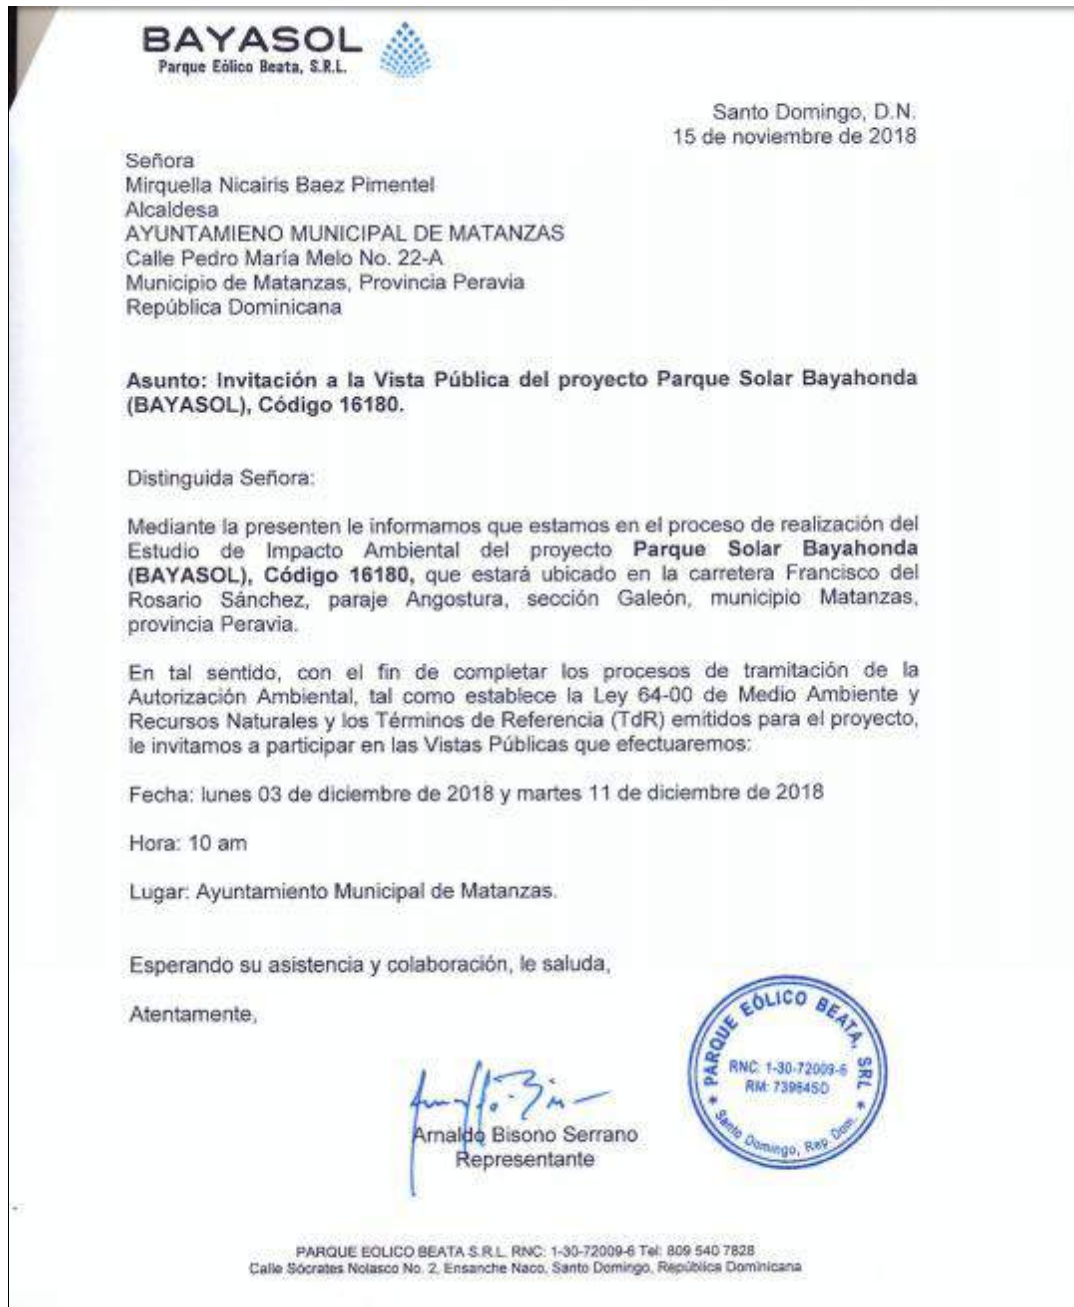 BAYASOL
Parque Eólico Beata, S.R.L.
Santo Domingo, D.N.
15 de noviembre de 2018
Señora
Mirquella Nicairis Baez Pimentel
Alcaldesa
AYUNTAMIENO MUNICIPAL DE MATANZAS
Calle Pedro María Melo No. 22-A
Municipio de Matanzas, Provincia Peravia
República Dominicana
Asunto: Invitación a la Vista Pública del proyecto Parque Solar Bayahonda
(BAYASOL), Código 16180.
Distinguida Señora:
Mediante la presenten le informamos que estamos en el proceso de realización del
Estudio de Impacto Ambiental del proyecto Parque Solar Bayahonda
(BAYASOL), Código 16180, que estará ubicado en la carretera Francisco del
Rosario Sánchez, paraje Angostura, sección Galeón, municipio Matanzas,
provincia Peravia.
En tal sentido, con el fin de completar los procesos de tramitación de la
Autorización Ambiental, tal como establece la Ley 64-00 de Medio Ambiente y
Recursos Naturales y los Términos de Referencia (TdR) emitidos para el proyecto,
le invitamos a participar en las Vistas Públicas que efectuaremos:
Fecha: lunes 03 de diciembre de 2018 y martes 11 de diciembre de 2018
Hora: 10 am
Lugar: Ayuntamiento Municipal de Matanzas.
Esperando su asistencia y colaboración, le saluda,
Atentamente,
PARQUE EÓLICO BEATA, SRL
RNC: 1-30-72009-6
RM: 73964SD
Santo Domingo, Rep. Dom.
Arnaldo Bisono Serrano
Representante
PARQUE EOLICO BEATA S.R.L. RNC: 1-30-72009-6 Tel: 809 540 7828
Calle Sócrates Nolasco No. 2, Ensanche Naco, Santo Domingo, República Dominicana